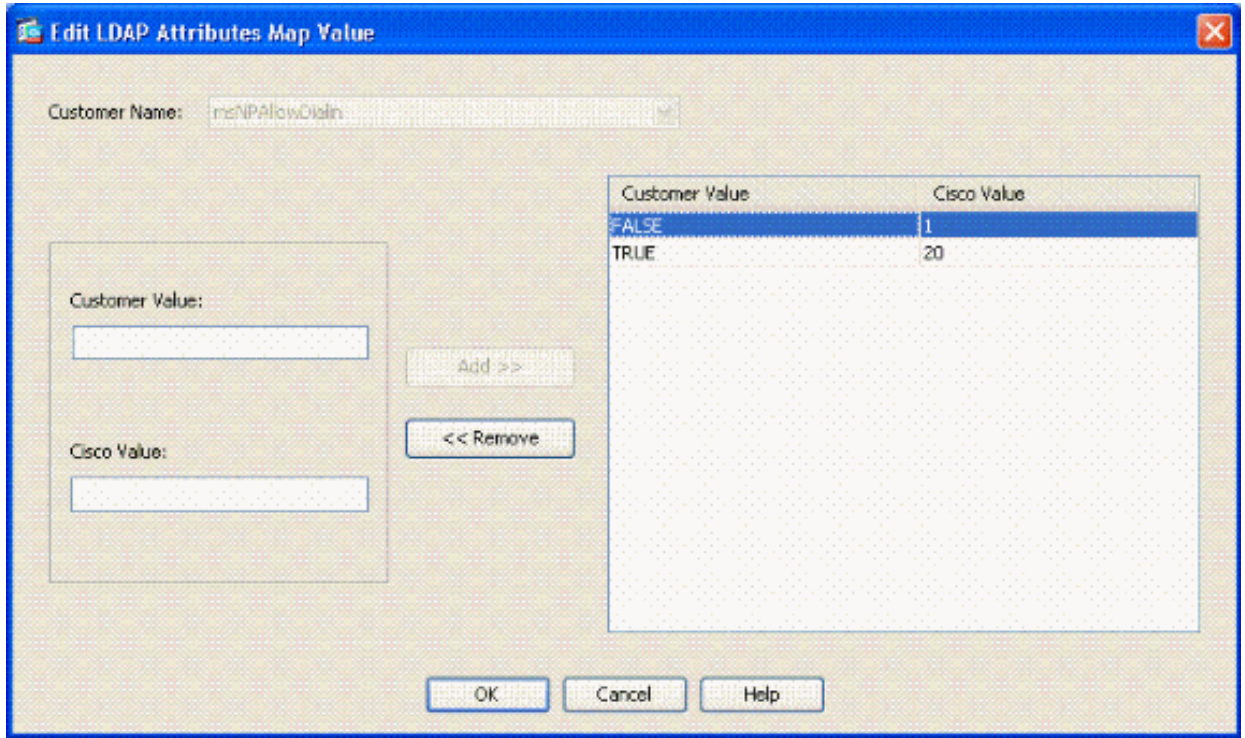 Edit LDAP Attributes Map Value
Customer Name: msNPAllowDialin
Customer Value Cisco Value
FALSE 1
TRUE 20
Customer Value:
Add >>
<< Remove
Cisco Value:
OK Cancel Help